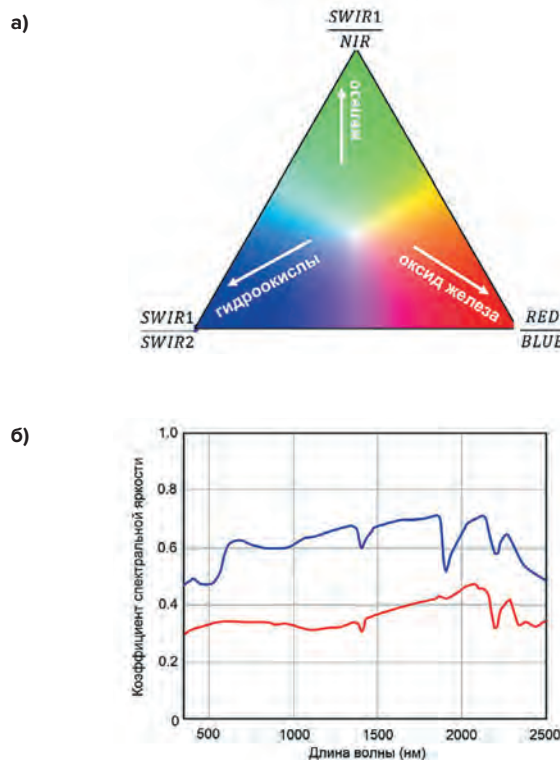 а)
SWIR1
NIR
гидроокислы
оксид железа
SWIR1
SWIR2
RED
BLUE
б)
Коэффициент спектральной яркости
1,0
0.8
0.6
0.4
0.2
0
500
1000
1500
2000
2500
Длина волны (нм)